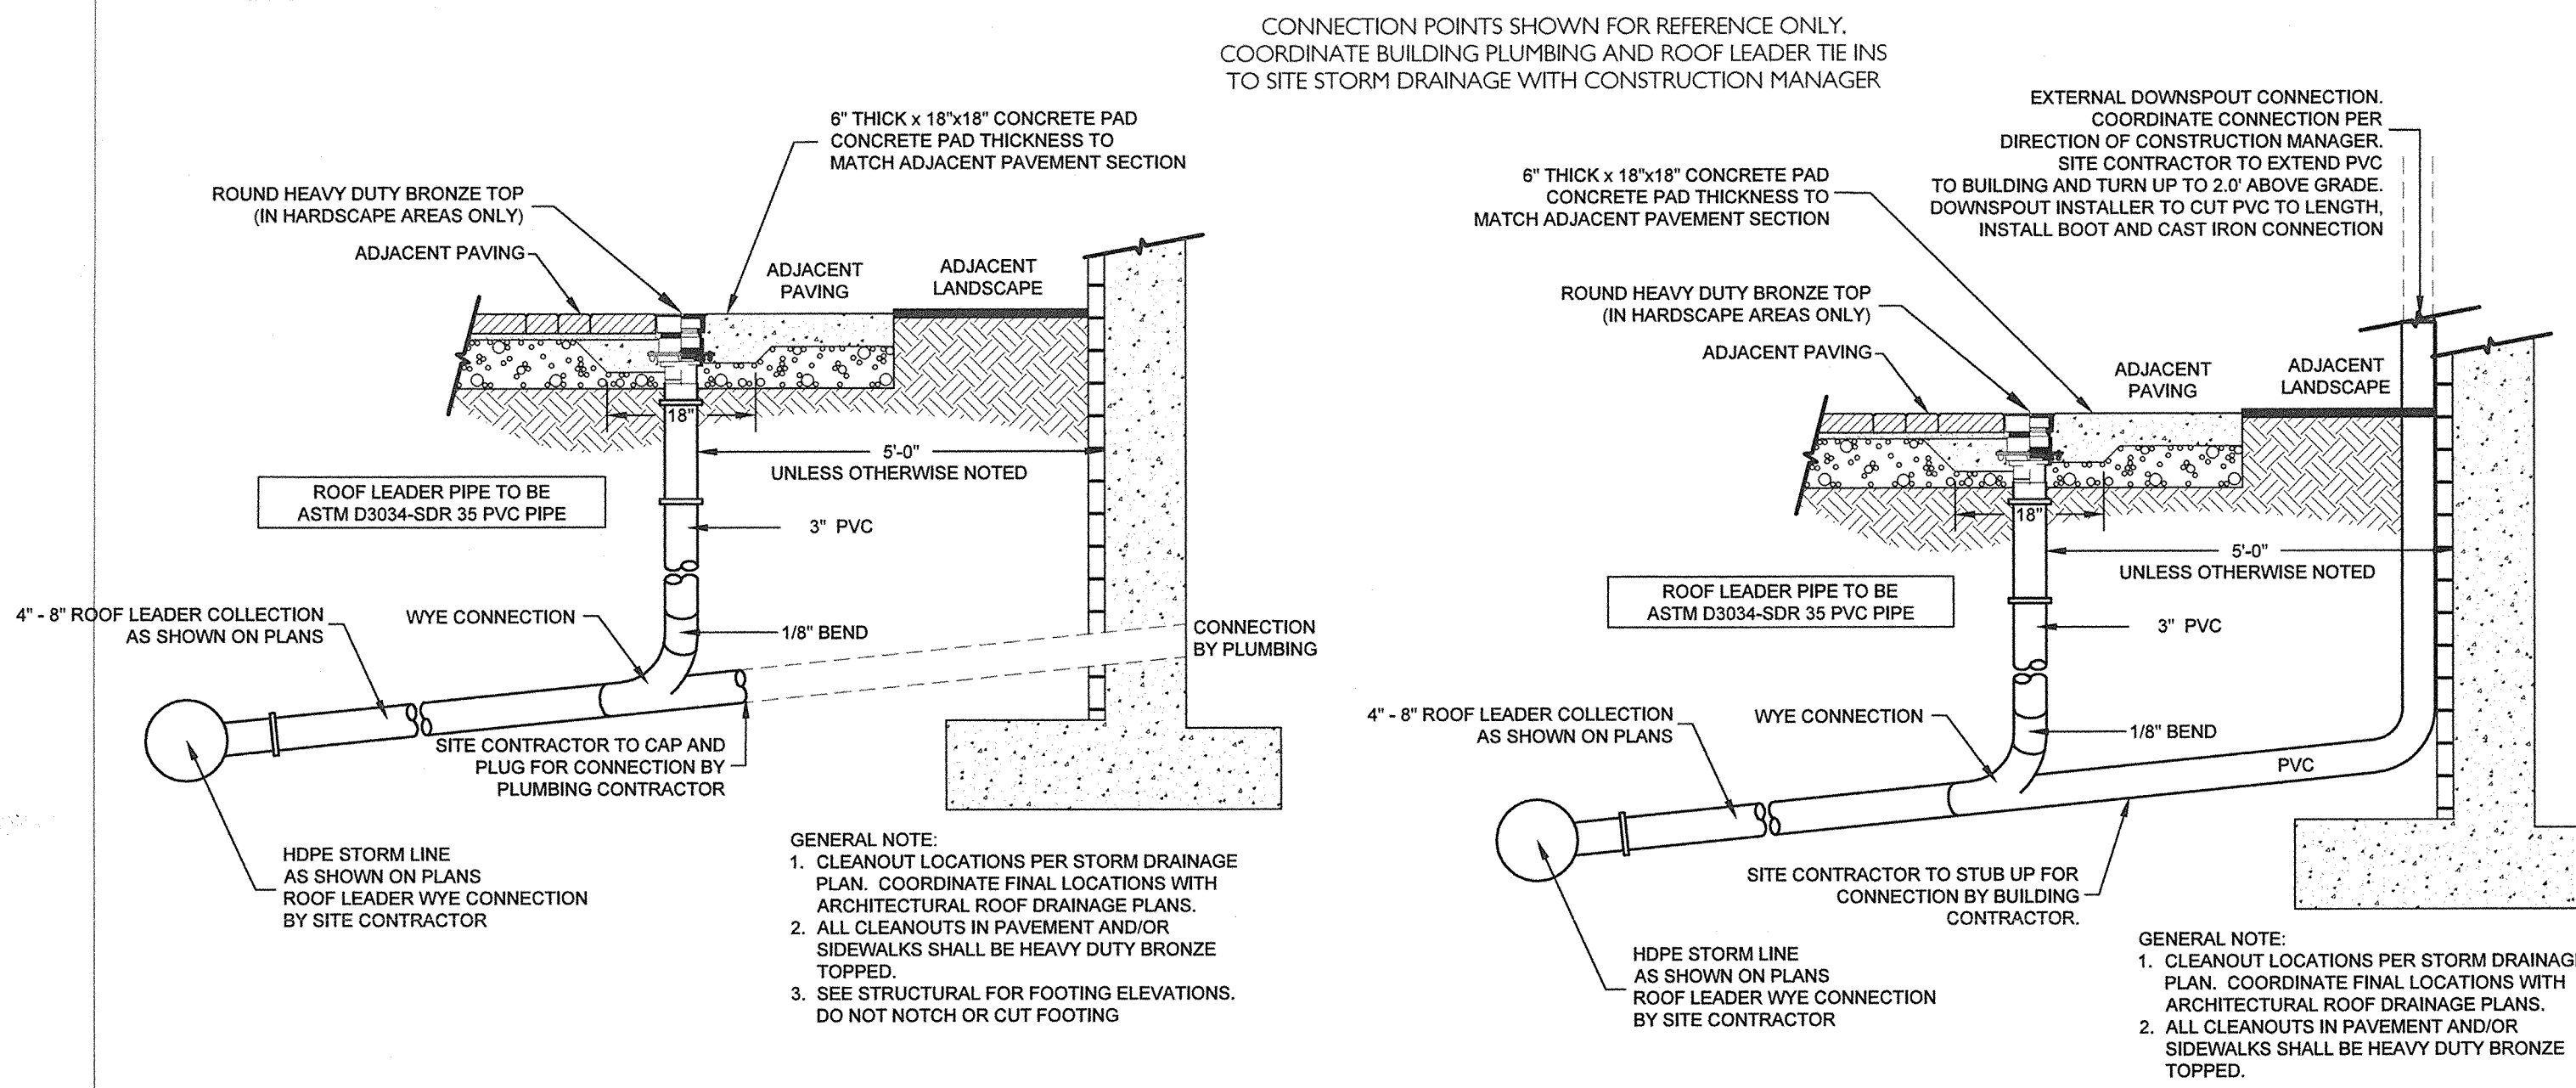 CONNECTION POINTS SHOWN FOR REFERENCE ONLY.
COORDINATE BUILDING PLUMBING AND ROOF LEADER TIE INS
TO SITE STORM DRAINAGE WITH CONSTRUCTION MANAGER
6" THICK x 18"x18" CONCRETE PAD
CONCRETE PAD THICKNESS TO
MATCH ADJACENT PAVEMENT SECTION
ROUND HEAVY DUTY BRONZE TOP
(IN HARDSCAPE AREAS ONLY)
ADJACENT PAVING
ADJACENT
PAVING
ADJACENT
LANDSCAPE
18"
5'-0"
UNLESS OTHERWISE NOTED
ROOF LEADER PIPE TO BE
ASTM D3034-SDR 35 PVC PIPE
3" PVC
4" - 8" ROOF LEADER COLLECTION
AS SHOWN ON PLANS
WYE CONNECTION
1/8" BEND
CONNECTION
BY PLUMBING
SITE CONTRACTOR TO CAP AND
PLUG FOR CONNECTION BY
PLUMBING CONTRACTOR
HDPE STORM LINE
AS SHOWN ON PLANS
ROOF LEADER WYE CONNECTION
BY SITE CONTRACTOR
GENERAL NOTE:
1. CLEANOUT LOCATIONS PER STORM DRAINAGE
PLAN. COORDINATE FINAL LOCATIONS WITH
ARCHITECTURAL ROOF DRAINAGE PLANS.
2. ALL CLEANOUTS IN PAVEMENT AND/OR
SIDEWALKS SHALL BE HEAVY DUTY BRONZE
TOPPED.
3. SEE STRUCTURAL FOR FOOTING ELEVATIONS.
DO NOT NOTCH OR CUT FOOTING
EXTERNAL DOWNSPOUT CONNECTION.
COORDINATE CONNECTION PER
DIRECTION OF CONSTRUCTION MANAGER.
SITE CONTRACTOR TO EXTEND PVC
TO BUILDING AND TURN UP TO 2.0' ABOVE GRADE.
DOWNSPOUT INSTALLER TO CUT PVC TO LENGTH,
INSTALL BOOT AND CAST IRON CONNECTION
6" THICK x 18"x18" CONCRETE PAD
CONCRETE PAD THICKNESS TO
MATCH ADJACENT PAVEMENT SECTION
ROUND HEAVY DUTY BRONZE TOP
(IN HARDSCAPE AREAS ONLY)
ADJACENT PAVING
ADJACENT
PAVING
ADJACENT
LANDSCAPE
18"
5'-0"
UNLESS OTHERWISE NOTED
ROOF LEADER PIPE TO BE
ASTM D3034-SDR 35 PVC PIPE
3" PVC
4" - 8" ROOF LEADER COLLECTION
AS SHOWN ON PLANS
WYE CONNECTION
1/8" BEND
PVC
SITE CONTRACTOR TO STUB UP FOR
CONNECTION BY BUILDING
CONTRACTOR.
HDPE STORM LINE
AS SHOWN ON PLANS
ROOF LEADER WYE CONNECTION
BY SITE CONTRACTOR
GENERAL NOTE:
1. CLEANOUT LOCATIONS PER STORM DRAINAG
PLAN. COORDINATE FINAL LOCATIONS WITH
ARCHITECTURAL ROOF DRAINAGE PLANS.
2. ALL CLEANOUTS IN PAVEMENT AND/OR
SIDEWALKS SHALL BE HEAVY DUTY BRONZE
TOPPED.